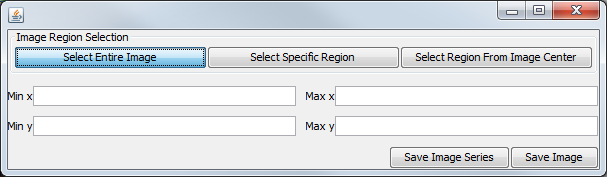 Image Region Selection
Select Entire Image Select Specific Region Select Region From Image Center
Min x Max x
Min y Max y
Save Image Series Save Image